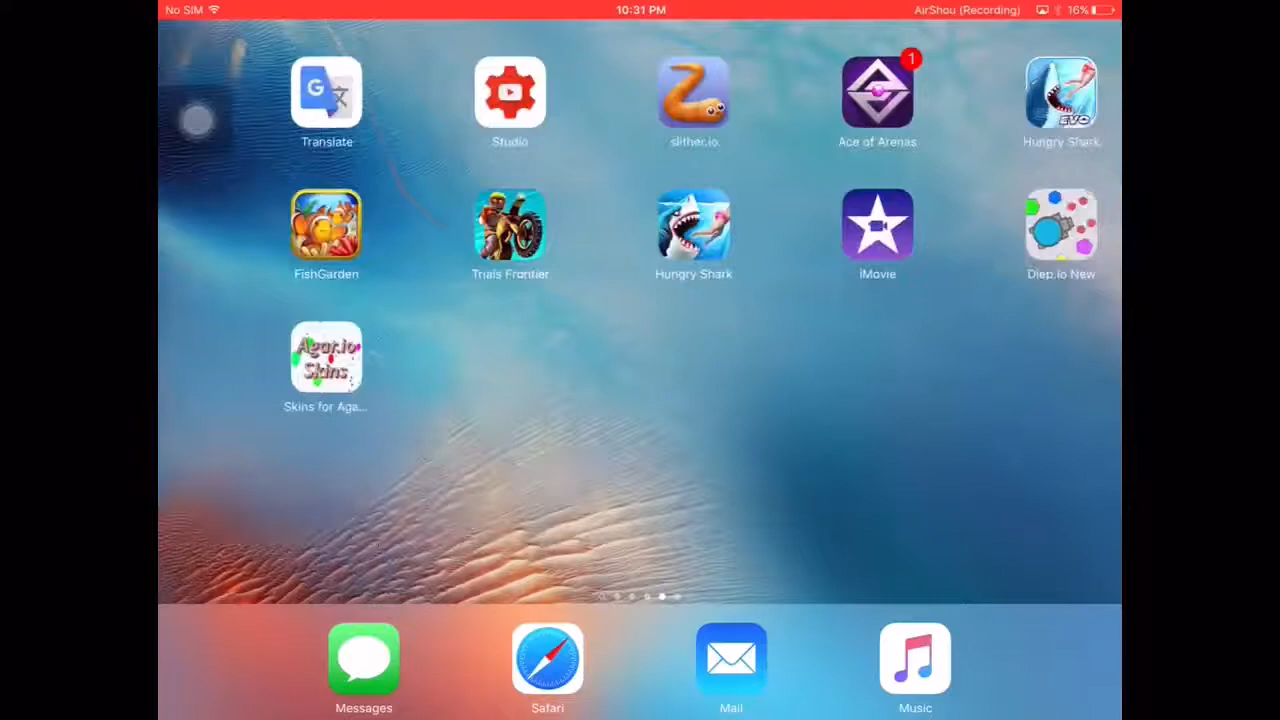 No SIM 10:31 PM AirShou (Recording) 16%
1
G
EVO
Translate Studio slither.io Ace of Arenas Hungry Shark
FishGarden Trials Frontier Hungry Shark iMovie Diep.io New
Agar.io
Skins
Skins for Aga...
Messages Safari Mail Music